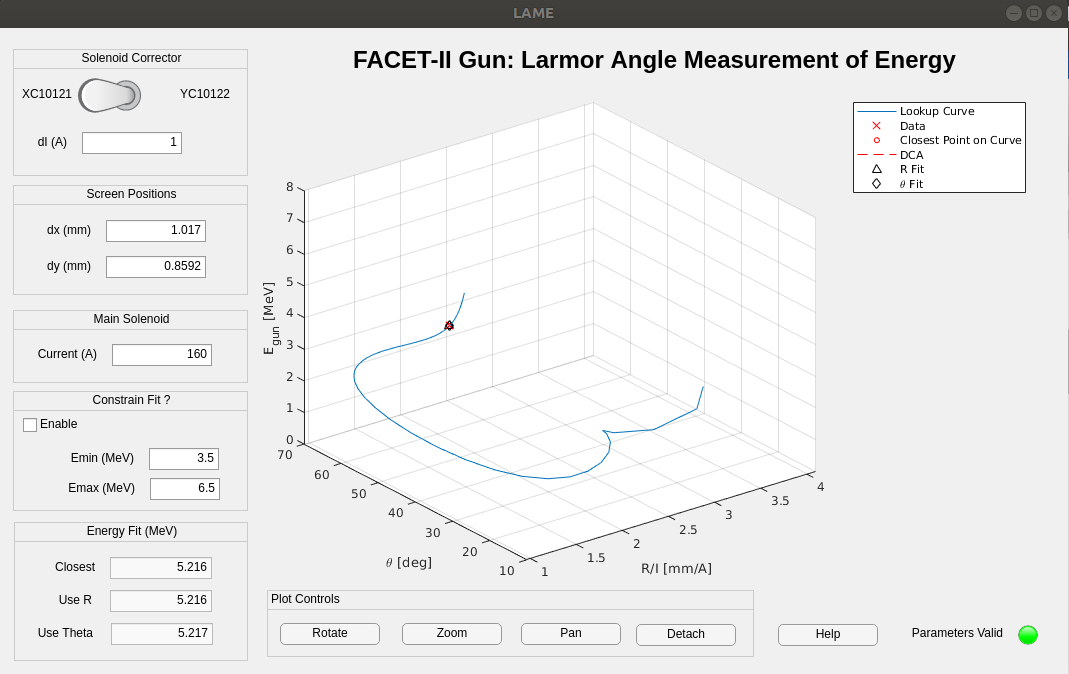 LAME
Solenoid Corrector
XC10121 YC10122
dI (A) 1
Screen Positions
dx (mm) 1.017
dy (mm) 0.8592
Main Solenoid
Current (A) 160
Constrain Fit ?
Enable
Emin (MeV) 3.5
Emax (MeV) 6.5
Energy Fit (MeV)
Closest 5.216
Use R 5.216
Use Theta 5.217
FACET-II Gun: Larmor Angle Measurement of Energy
Lookup Curve
Data
Closest Point on Curve
DCA
R Fit
θ Fit
8
7
6
5
4
3
2
1
0
E gun [MeV]
70
60
50
40
30
20
10
θ [deg]
1
1.5
2
2.5
3
3.5
4
R/I [mm/A]
Plot Controls
Rotate Zoom Pan Detach
Help
Parameters Valid